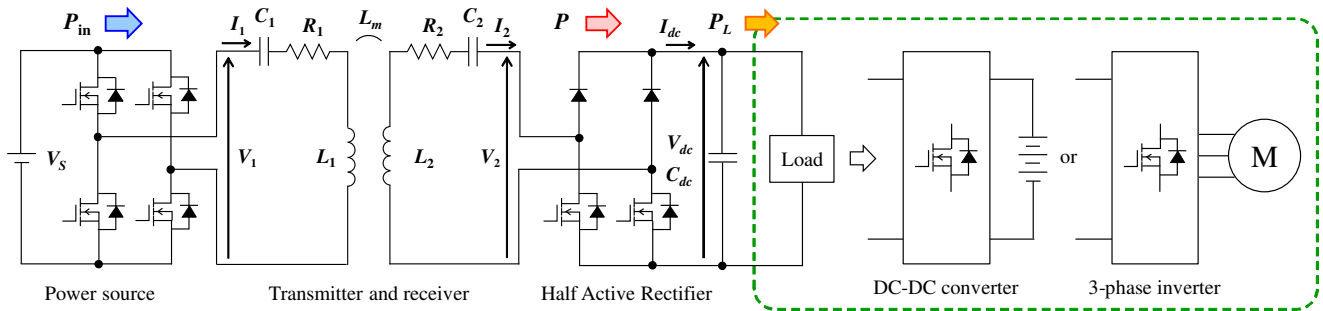 P_in
I_1
C_1
R_1
L_m
R_2
C_2
I_2
P
I_dc
P_L
V_S
V_1
L_1
L_2
V_2
V_dc
C_dc
Load
or
M
Power source
Transmitter and receiver
Half Active Rectifier
DC-DC converter
3-phase inverter